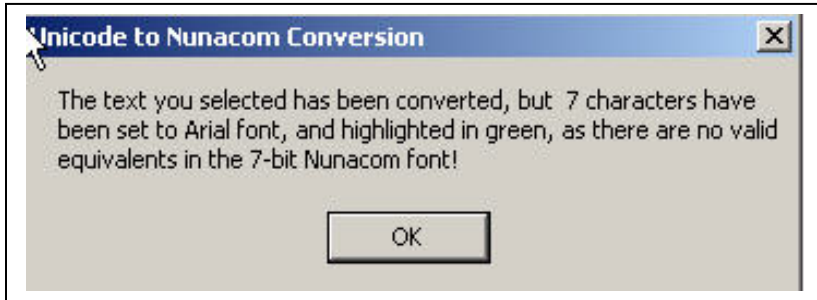 Unicode to Nunacom Conversion
The text you selected has been converted, but  7 characters have
been set to Arial font, and highlighted in green, as there are no valid
equivalents in the 7-bit Nunacom font!
OK